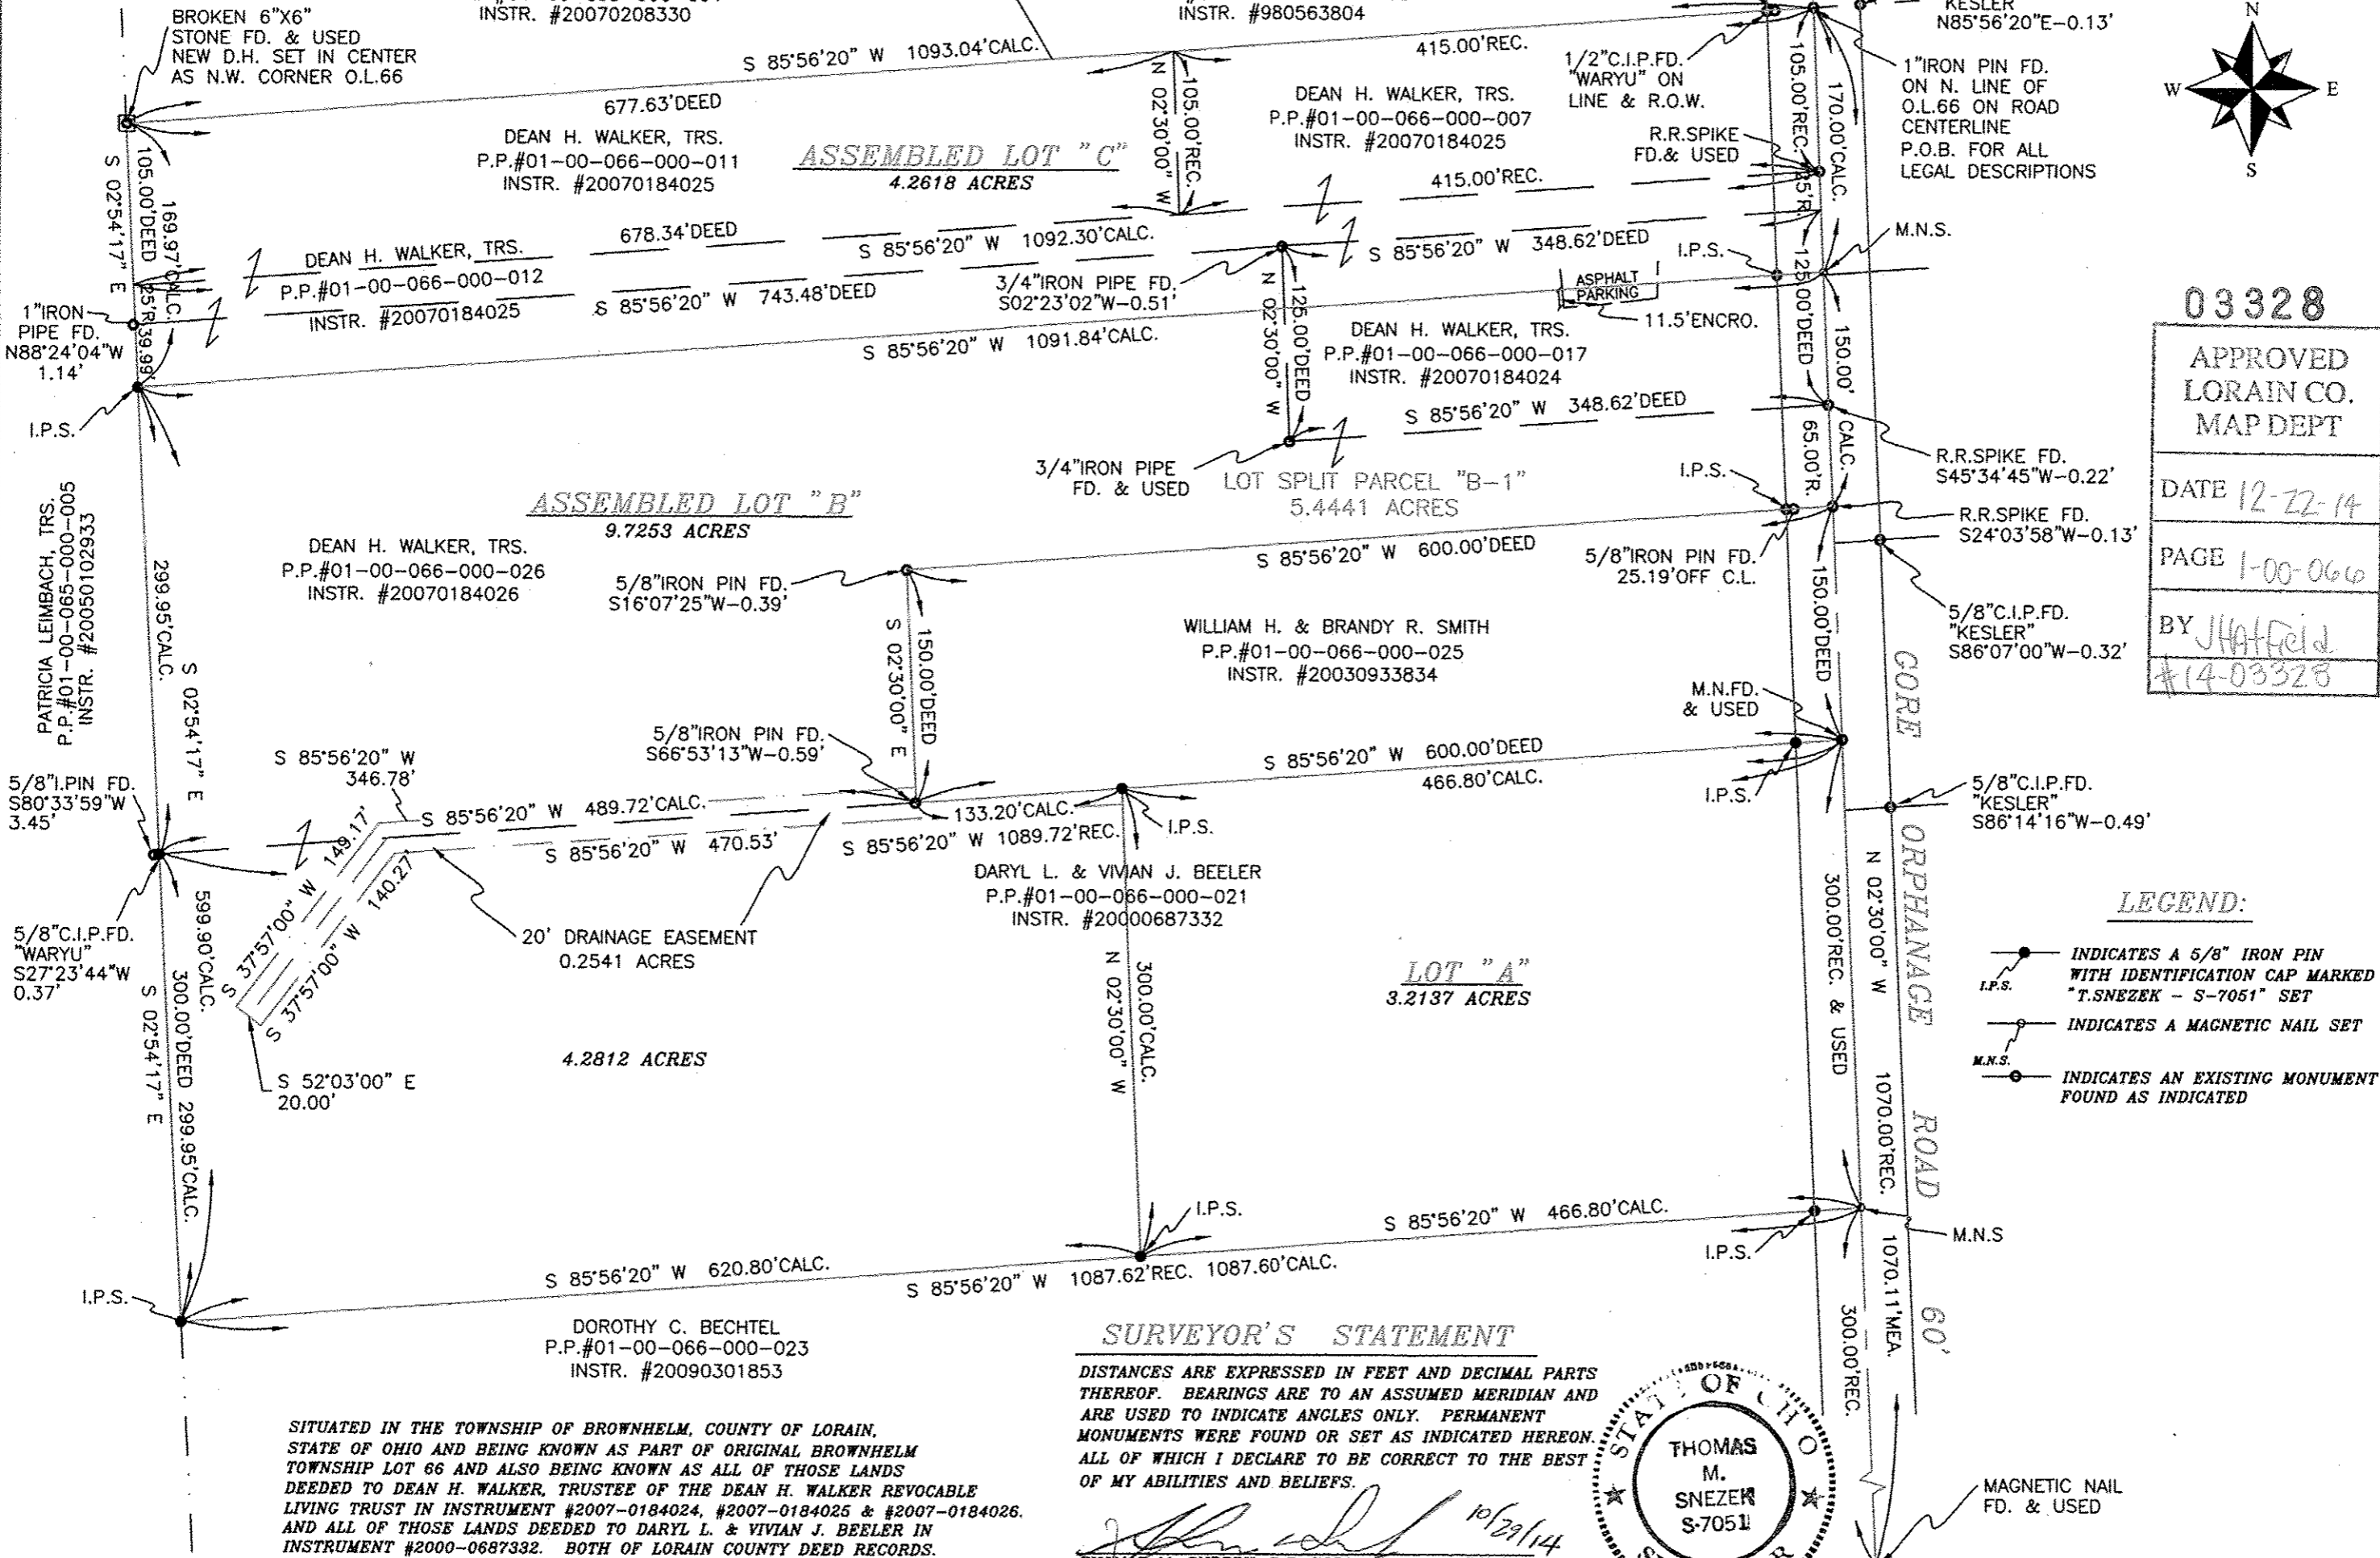 INSTR. #20070208330
INSTR. #980563804
BROKEN 6"X6"
STONE FD. & USED
NEW D.H. SET IN CENTER
AS N.W. CORNER O.L.66
S 85°56'20" W 1093.04'CALC.
677.63'DEED
415.00'REC.
KESLER
N85°56'20"E-0.13'
1/2"C.I.P.FD.
"WARYU" ON
LINE & R.O.W.
1"IRON PIN FD.
ON N. LINE OF
O.L.66 ON ROAD
CENTERLINE
P.O.B. FOR ALL
LEGAL DESCRIPTIONS
N
W
E
S
DEAN H. WALKER, TRS.
P.P.#01-00-066-000-011
INSTR. #20070184025
ASSEMBLED LOT "C"
4.2618 ACRES
N 02°30'00" W
105.00'REC.
DEAN H. WALKER, TRS.
P.P.#01-00-066-000-007
INSTR. #20070184025
R.R.SPIKE
FD.& USED
105.00'REC.
170.00'CALC.
415.00'REC.
S 02°54'17" E
105.00'DEED
169.97'CALC.
25'R.
39.99'
678.34'DEED
DEAN H. WALKER, TRS.
P.P.#01-00-066-000-012
INSTR. #20070184025
S 85°56'20" W 1092.30'CALC.
S 85°56'20" W 743.48'DEED
3/4"IRON PIPE FD.
S02°23'02"W-0.51'
S 85°56'20" W 348.62'DEED
I.P.S.
M.N.S.
25'R.
ASPHALT
PARKING
11.5'ENCRO.
1"IRON
PIPE FD.
N88°24'04"W
1.14'
S 85°56'20" W 1091.84'CALC.
N 02°30'00" W
125.00'DEED
DEAN H. WALKER, TRS.
P.P.#01-00-066-000-017
INSTR. #20070184024
125.00'DEED
150.00'
CALC.
S 85°56'20" W 348.62'DEED
I.P.S.
3/4"IRON PIPE
FD. & USED
LOT SPLIT PARCEL "B-1"
5.4441 ACRES
I.P.S.
65.00'R.
R.R.SPIKE FD.
S45°34'45"W-0.22'
R.R.SPIKE FD.
S24°03'58"W-0.13'
03328
APPROVED
LORAIN CO.
MAP DEPT
DATE 12-22-14
PAGE 1-00-066
BY JHatfield
#14-03328
PATRICIA LEIMBACH, TRS.
P.P.#01-00-065-000-005
INSTR. #20050102933
ASSEMBLED LOT "B"
9.7253 ACRES
DEAN H. WALKER, TRS.
P.P.#01-00-066-000-026
INSTR. #20070184026
5/8"IRON PIN FD.
S16°07'25"W-0.39'
S 85°56'20" W 600.00'DEED
5/8"IRON PIN FD.
25.19'OFF C.L.
5/8"C.I.P.FD.
"KESLER"
S86°07'00"W-0.32'
299.95'CALC.
S 02°54'17" E
S 02°30'00" E
150.00'DEED
WILLIAM H. & BRANDY R. SMITH
P.P.#01-00-066-000-025
INSTR. #20030933834
150.00'DEED
M.N.FD.
& USED
5/8"IRON PIN FD.
S66°53'13"W-0.59'
S 85°56'20" W 600.00'DEED
466.80'CALC.
I.P.S.
5/8"I.PIN FD.
S80°33'59"W
3.45'
S 85°56'20" W
346.78'
S 85°56'20" W 489.72'CALC.
133.20'CALC.
I.P.S.
S 85°56'20" W 470.53'
S 85°56'20" W 1089.72'REC.
5/8"C.I.P.FD.
"KESLER"
S86°14'16"W-0.49'
S 37°57'00" W 149.17'
S 37°57'00" W 140.27'
DARYL L. & VIVIAN J. BEELER
P.P.#01-00-066-000-021
INSTR. #20000687332
5/8"C.I.P.FD.
"WARYU"
S27°23'44"W
0.37'
20' DRAINAGE EASEMENT
0.2541 ACRES
599.90'CALC.
300.00'DEED 299.95'CALC.
S 02°54'17" E
S 52°03'00" E
20.00'
4.2812 ACRES
N 02°30'00" W
300.00'CALC.
LOT "A"
3.2137 ACRES
300.00'REC. & USED
N 02°30'00" W
1070.00'REC.
1070.11'MEA.
GORE ORPHANAGE ROAD 60'
LEGEND:
I.P.S.
INDICATES A 5/8" IRON PIN
WITH IDENTIFICATION CAP MARKED
"T.SNEZEK - S-7051" SET
INDICATES A MAGNETIC NAIL SET
M.N.S.
INDICATES AN EXISTING MONUMENT
FOUND AS INDICATED
I.P.S.
S 85°56'20" W 466.80'CALC.
I.P.S.
M.N.S
I.P.S.
S 85°56'20" W 620.80'CALC.
S 85°56'20" W 1087.62'REC. 1087.60'CALC.
300.00'REC.
DOROTHY C. BECHTEL
P.P.#01-00-066-000-023
INSTR. #20090301853
SURVEYOR'S STATEMENT
DISTANCES ARE EXPRESSED IN FEET AND DECIMAL PARTS
THEREOF. BEARINGS ARE TO AN ASSUMED MERIDIAN AND
ARE USED TO INDICATE ANGLES ONLY. PERMANENT
MONUMENTS WERE FOUND OR SET AS INDICATED HEREON.
ALL OF WHICH I DECLARE TO BE CORRECT TO THE BEST
OF MY ABILITIES AND BELIEFS.
10/29/14
STATE OF OHIO
THOMAS
M.
SNEZEK
S-7051
MAGNETIC NAIL
FD. & USED
SITUATED IN THE TOWNSHIP OF BROWNHELM, COUNTY OF LORAIN,
STATE OF OHIO AND BEING KNOWN AS PART OF ORIGINAL BROWNHELM
TOWNSHIP LOT 66 AND ALSO BEING KNOWN AS ALL OF THOSE LANDS
DEEDED TO DEAN H. WALKER, TRUSTEE OF THE DEAN H. WALKER REVOCABLE
LIVING TRUST IN INSTRUMENT #2007-0184024, #2007-0184025 & #2007-0184026.
AND ALL OF THOSE LANDS DEEDED TO DARYL L. & VIVIAN J. BEELER IN
INSTRUMENT #2000-0687332. BOTH OF LORAIN COUNTY DEED RECORDS.